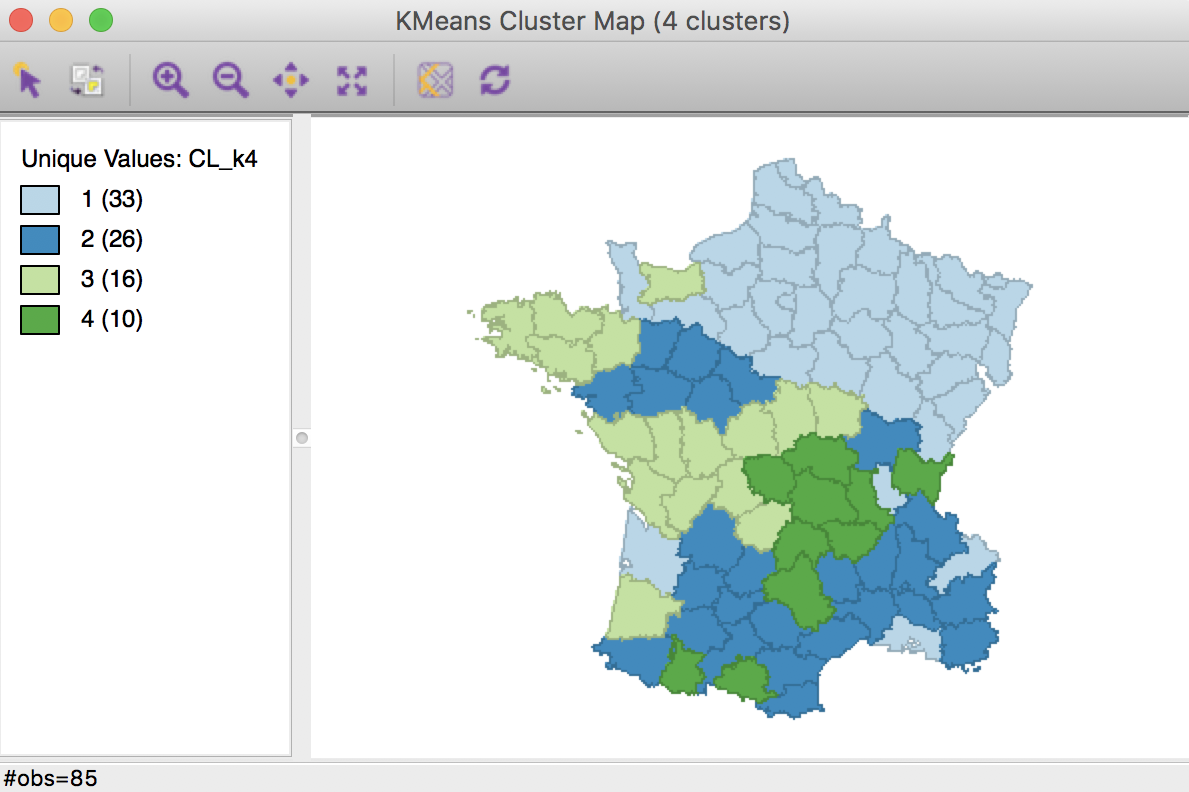 KMeans Cluster Map (4 clusters)
Unique Values: CL_k4
1 (33)
2 (26)
3 (16)
4 (10)
#obs=85